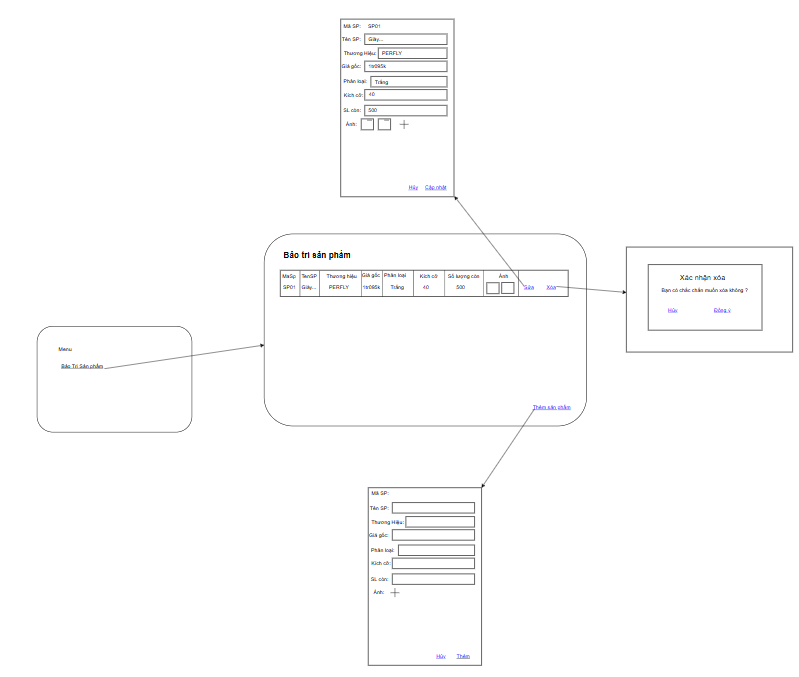 Mã SP: SP01
Tên SP: Giày...
Thương Hiệu: PERFLY
Giá gốc: 1tr095k
Phân loại: Trắng
Kích cỡ: 40
SL còn: 500
Ảnh:
Hủy Cập nhật
Bảo trì sản phẩm
MaSp TenSP Thương hiệu Giá gốc Phân loại Kích cỡ Số lượng còn Ảnh
SP01 Giày... PERFLY 1tr095k Trắng 40 500 Sửa Xóa
Xác nhận xóa
Bạn có chắc chắn muốn xóa không ?
Hủy Đồng ý
Menu
Bảo Trì Sản phẩm
Thêm sản phẩm
Mã SP:
Tên SP:
Thương Hiệu:
Giá gốc:
Phân loại:
Kích cỡ:
SL còn:
Ảnh:
Hủy Thêm